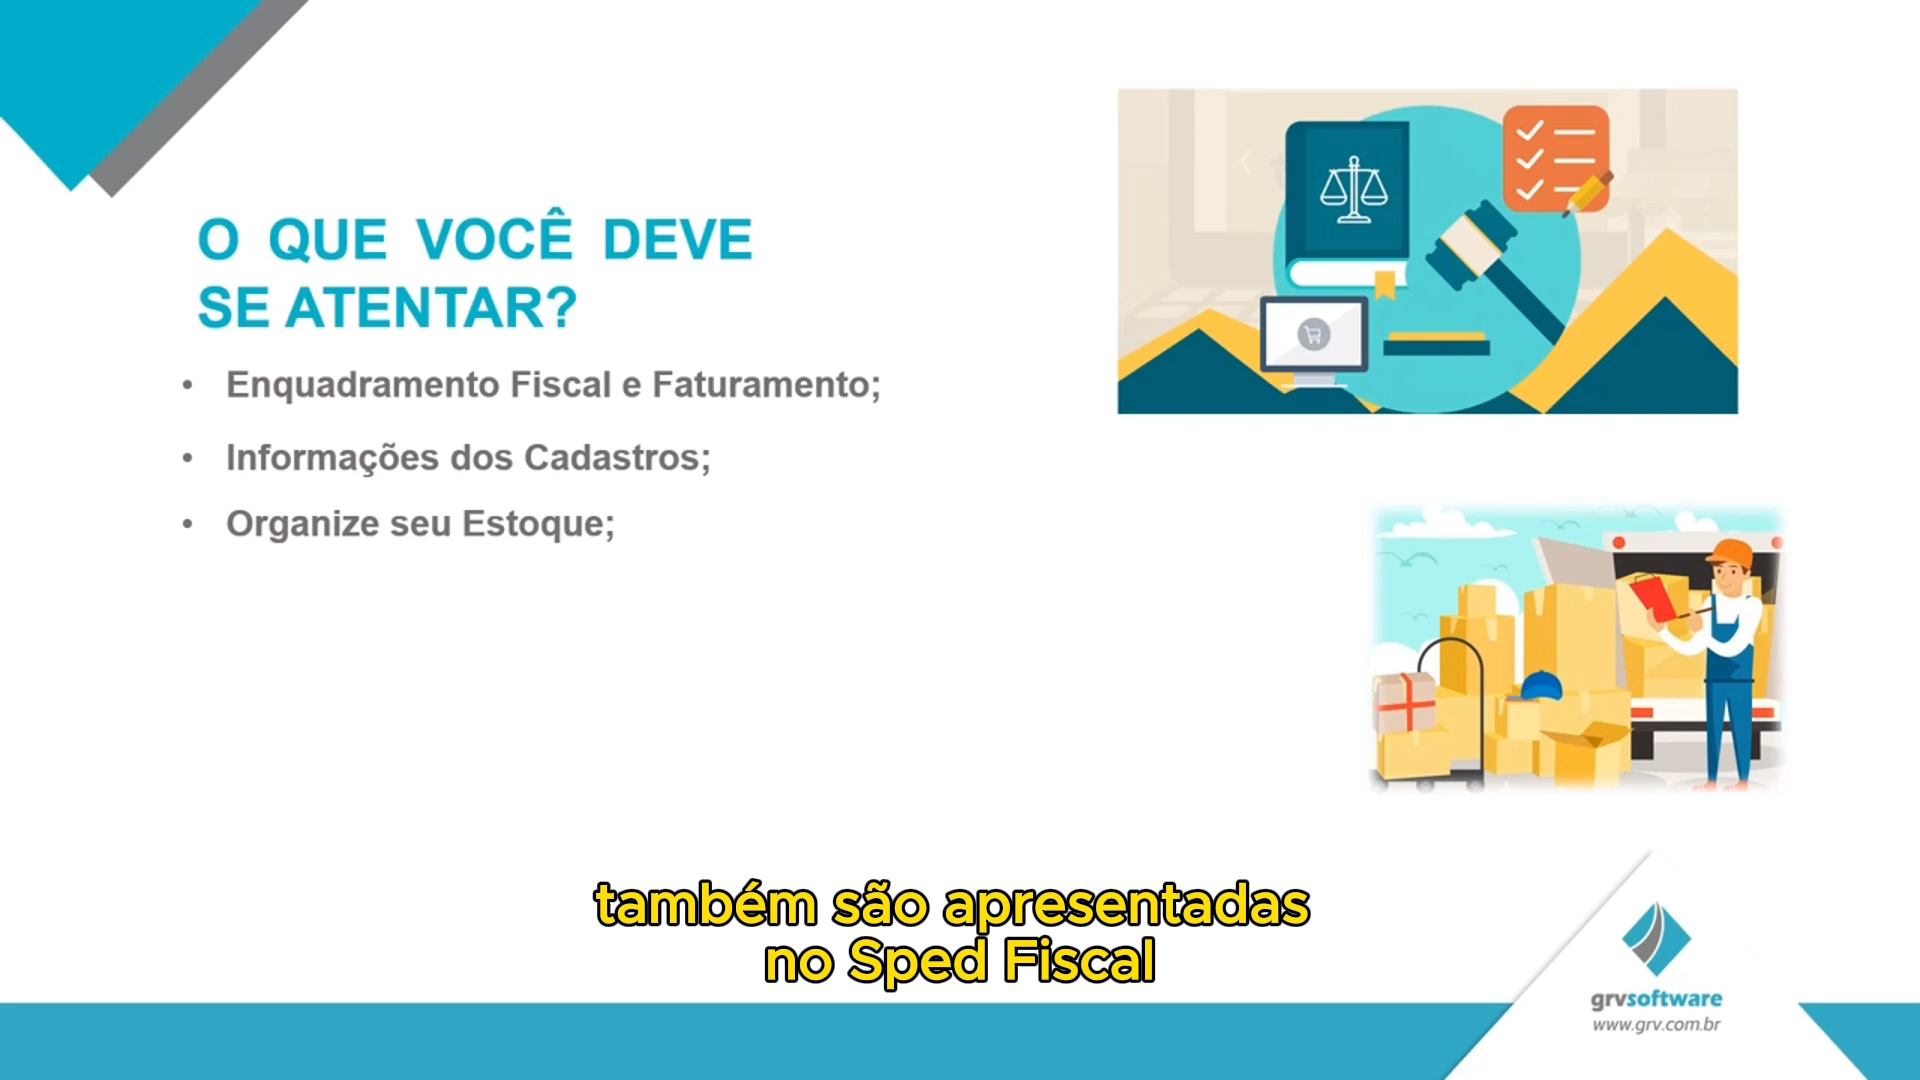 O QUE VOCÊ DEVE
SE ATENTAR?
• Enquadramento Fiscal e Faturamento;
• Informações dos Cadastros;
• Organize seu Estoque;
também são apresentadas
no Sped Fiscal
grvsoftware
www.grv.com.br